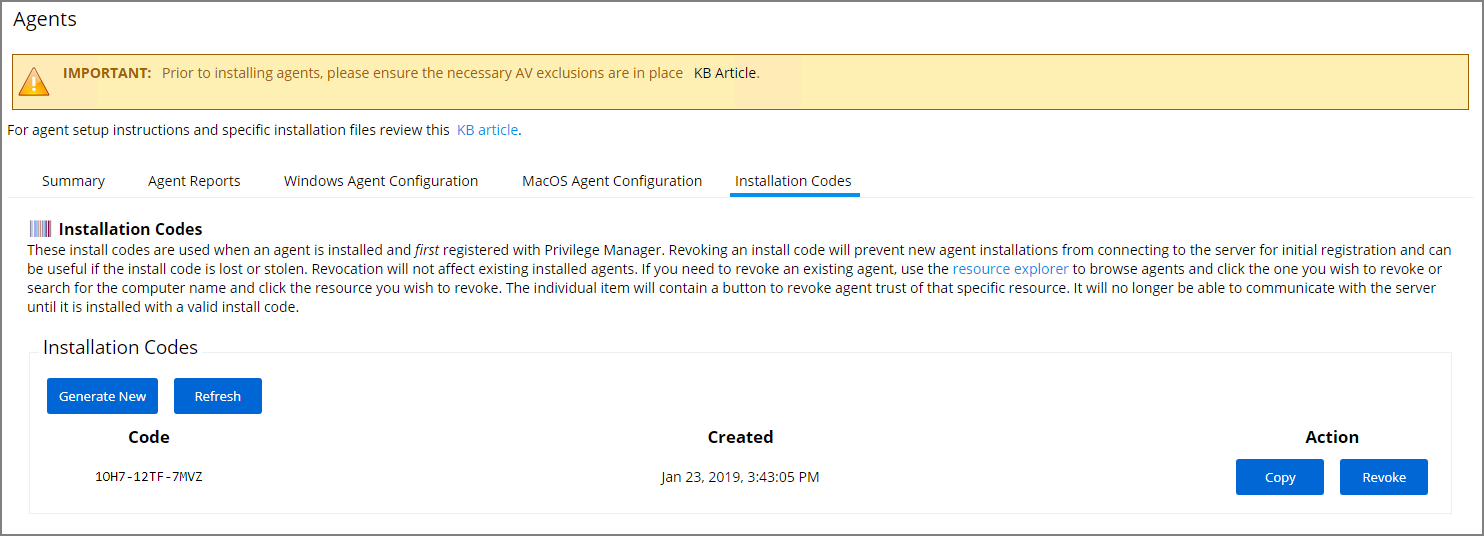 Agents
IMPORTANT: Prior to installing agents, please ensure the necessary AV exclusions are in place KB Article.
For agent setup instructions and specific installation files review this KB article.
Summary Agent Reports Windows Agent Configuration MacOS Agent Configuration Installation Codes
Installation Codes
These install codes are used when an agent is installed and first registered with Privilege Manager. Revoking an install code will prevent new agent installations from connecting to the server for initial registration and can
be useful if the install code is lost or stolen. Revocation will not affect existing installed agents. If you need to revoke an existing agent, use the resource explorer to browse agents and click the one you wish to revoke or
search for the computer name and click the resource you wish to revoke. The individual item will contain a button to revoke agent trust of that specific resource. It will no longer be able to communicate with the server
until it is installed with a valid install code.
Installation Codes
Generate New Refresh
Code Created Action
1OH7-12TF-7MVZ Jan 23, 2019, 3:43:05 PM Copy Revoke